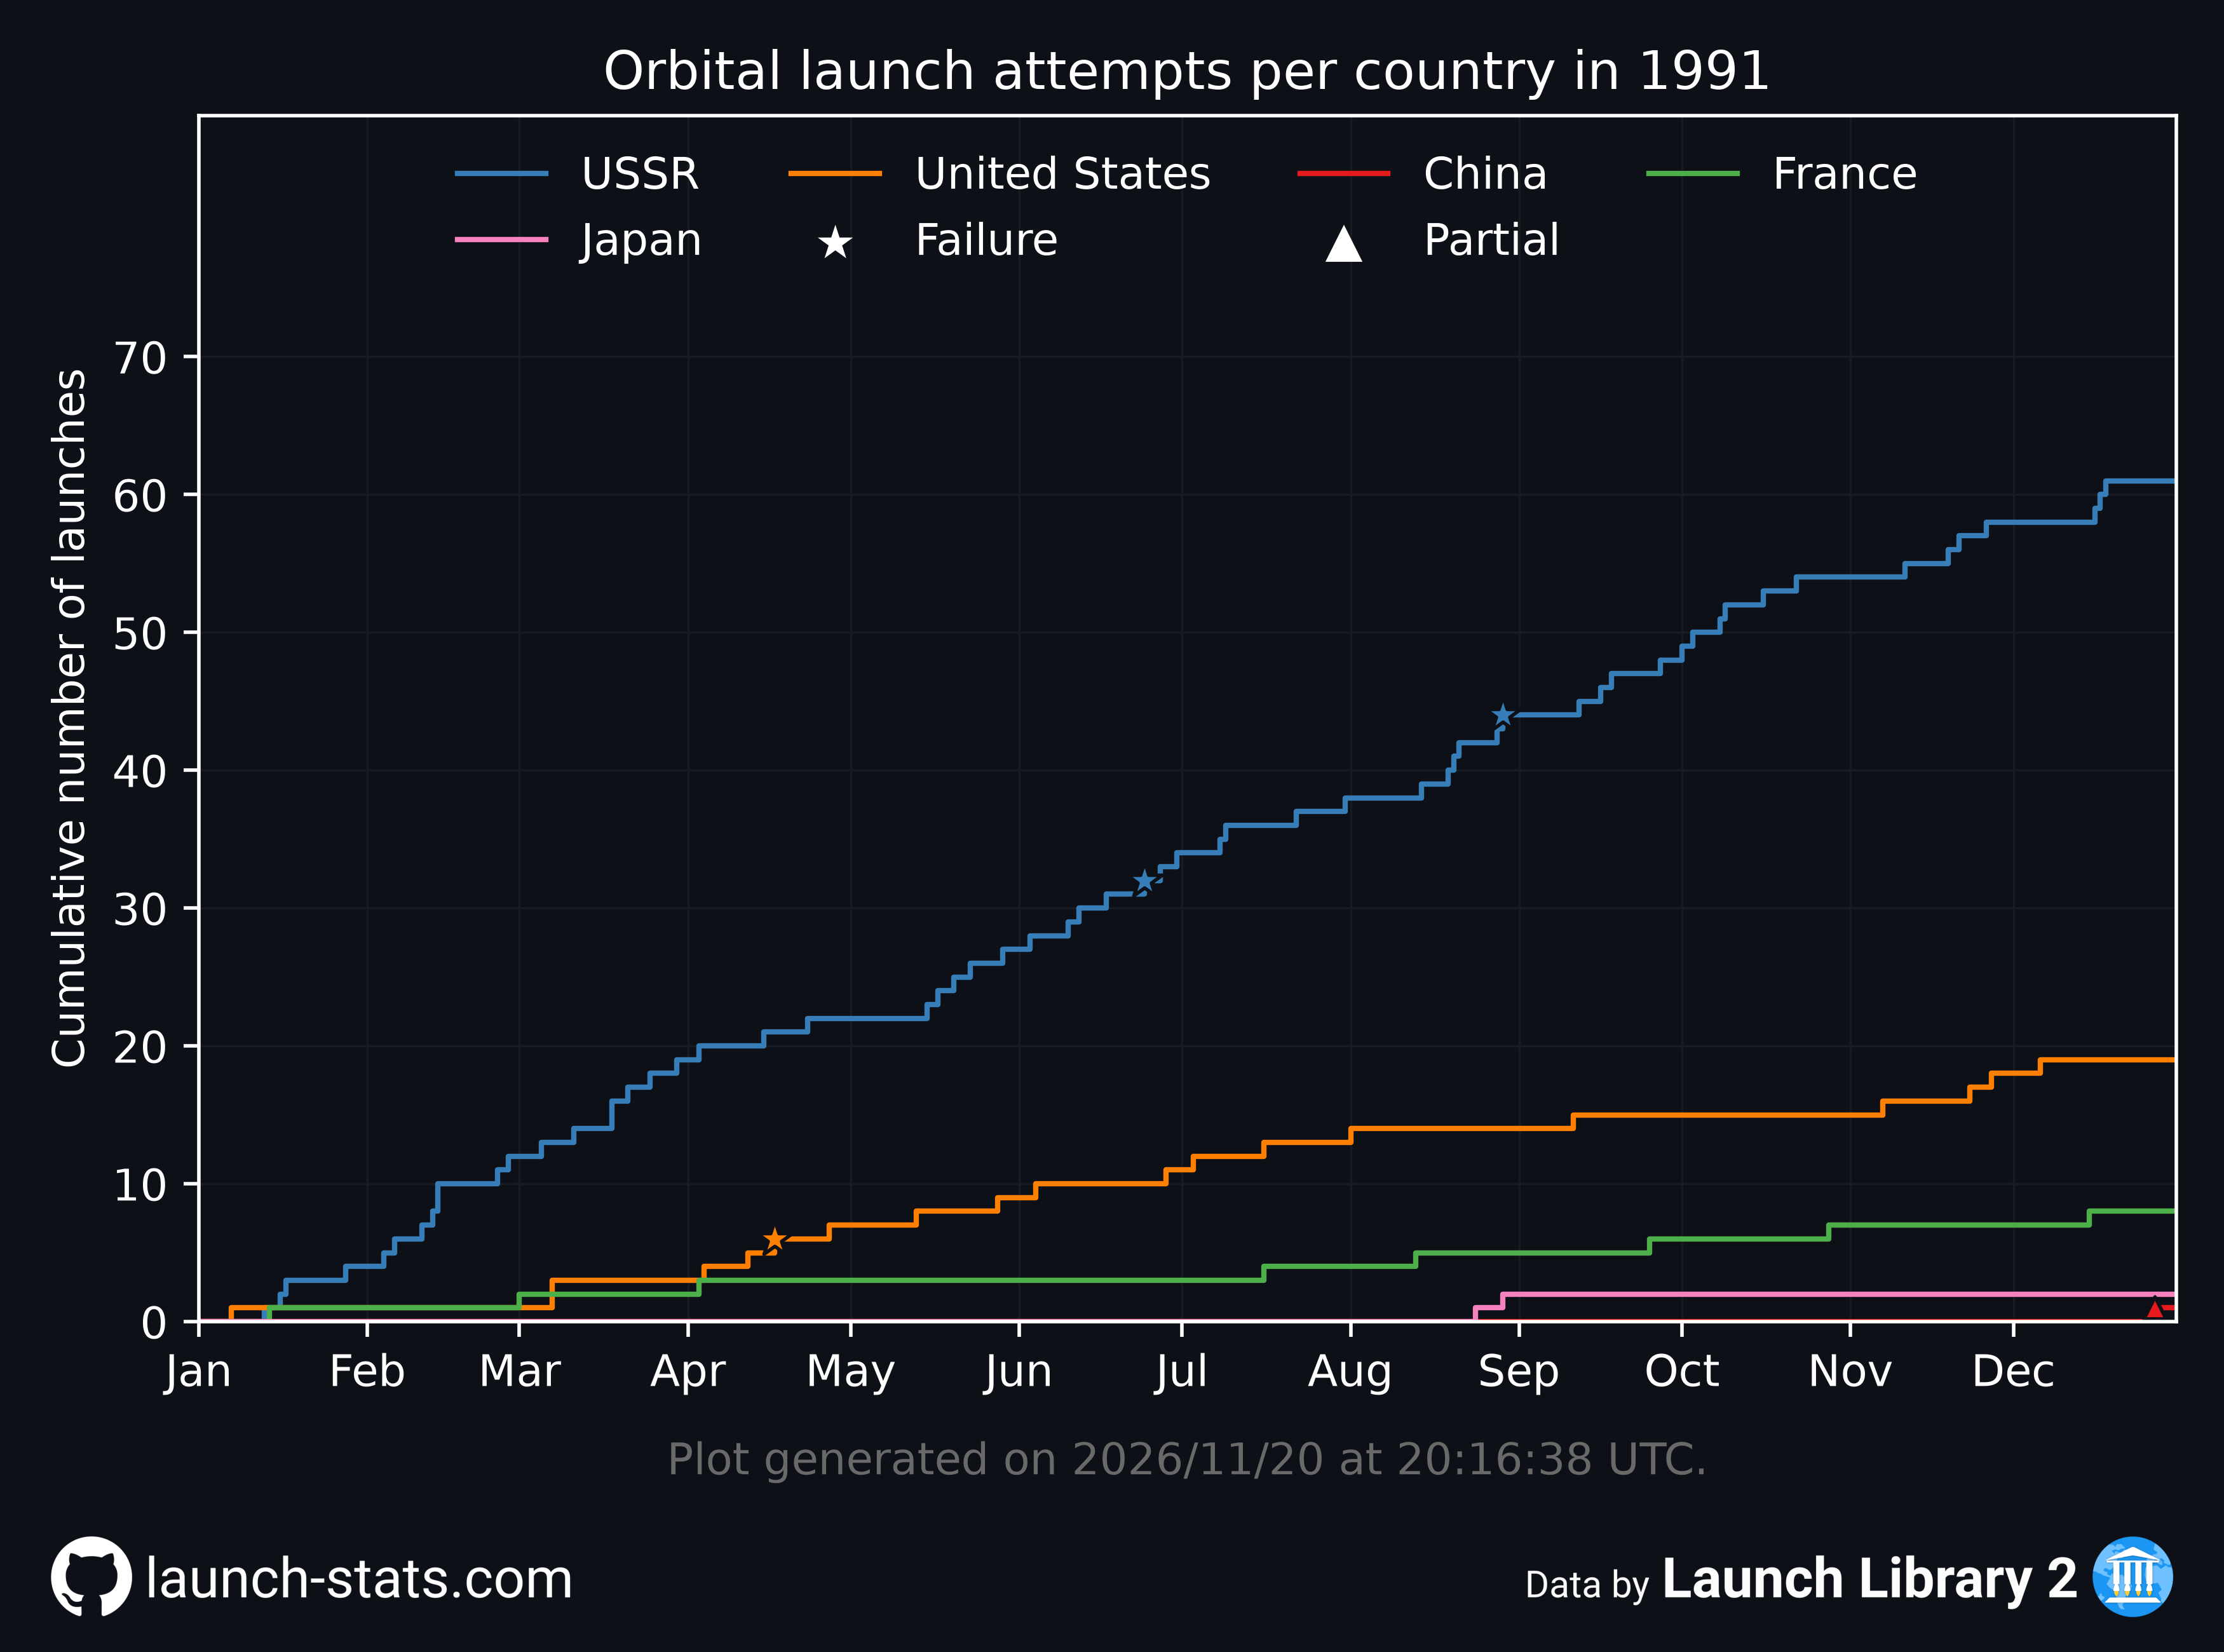 Orbital launch attempts per country in 1991
USSR United States China France
Japan Failure Partial
Cumulative number of launches
70
60
50
40
30
20
10
0
Jan Feb Mar Apr May Jun Jul Aug Sep Oct Nov Dec
Plot generated on 2026/11/20 at 20:16:38 UTC.
launch-stats.com
Data by Launch Library 2